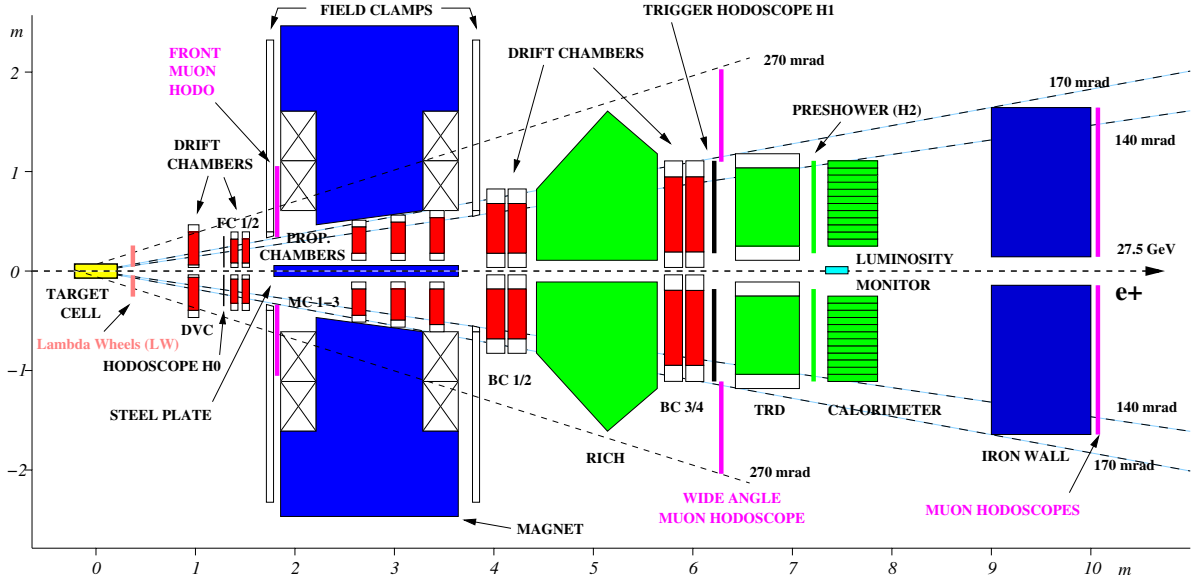 FIELD CLAMPS
TRIGGER HODOSCOPE H1
m
FRONT
MUON
HODO
DRIFT CHAMBERS
270 mrad
170 mrad
2
PRESHOWER (H2)
140 mrad
DRIFT
CHAMBERS
1
FC 1/2
PROP.
CHAMBERS
27.5 GeV
0
LUMINOSITY
MONITOR
e+
TARGET
CELL
MC 1-3
DVC
Lambda Wheels (LW)
HODOSCOPE H0
−1
BC 1/2
STEEL PLATE
BC 3/4
TRD
CALORIMETER
140 mrad
RICH
IRON WALL
170 mrad
−2
270 mrad
WIDE ANGLE
MUON HODOSCOPE
MUON HODOSCOPES
MAGNET
0 1 2 3 4 5 6 7 8 9 10 m